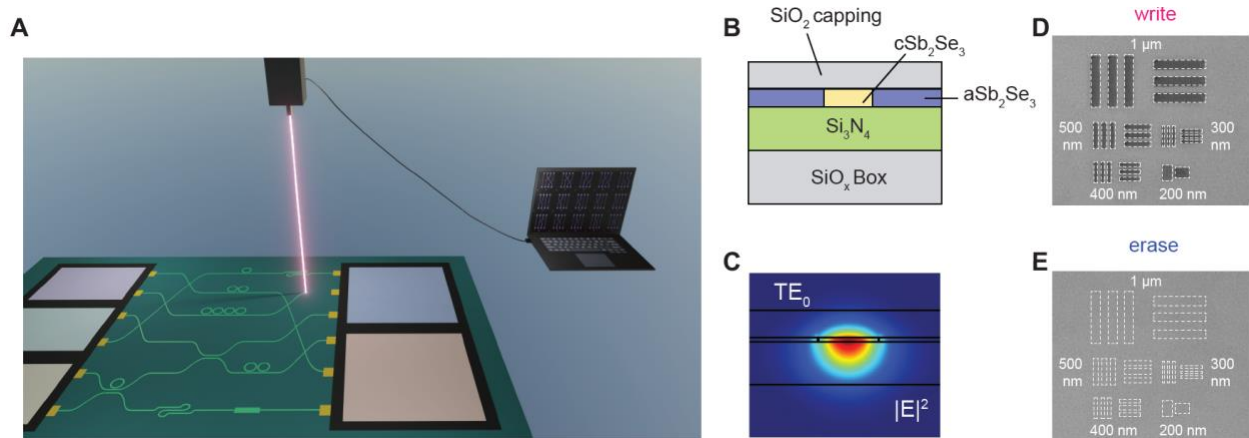 A
B
SiO₂ capping
cSb₂Se₃
aSb₂Se₃
Si₃N₄
SiOₓ Box
C
TE₀
|E|²
D
write
1 μm
500 nm
300 nm
400 nm
200 nm
E
erase
1 μm
500 nm
300 nm
400 nm
200 nm